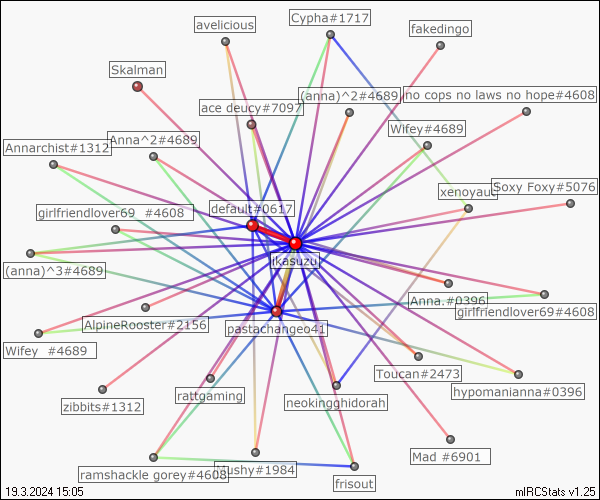 avelicious
Cypha#1717
fakedingo
Skalman
(anna)^2#4689
no cops no laws no hope#4608
ace deucy#7097
Annarchist#1312
Anna^2#4689
Wifey#4689
xenoyaue
Soxy Foxy#5076
girlfriendlover69 #4608
default#0617
(anna)^3#4689
ikasuzu
Anna.#0396
girlfriendlover69#4608
AlpineRooster#2156
pastachangeo41
Wifey #4689
Toucan#2473
hypomanianna#0396
zibbits#1312
rattgaming
neokingghidorah
Mad #6901
ramshackle gorey#4608
Mushy#1984
frisout
19.3.2024 15:05
mIRCStats v1.25